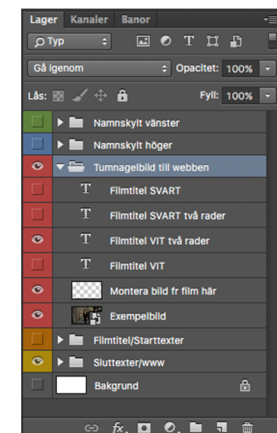 Lager Kanaler Banor
Typ
Gå igenom Opacitet: 100%
Lås: Fyll: 100%
Namnskylt vänster
Namnskylt höger
Tumnagelbild till webben
T Filmtitel SVART
T Filmtitel SVART två rader
T Filmtitel VIT två rader
T Filmtitel VIT
Montera bild fr film här
Exempelbild
Filmtitel/Starttexter
Sluttexter/www
Bakgrund
fx